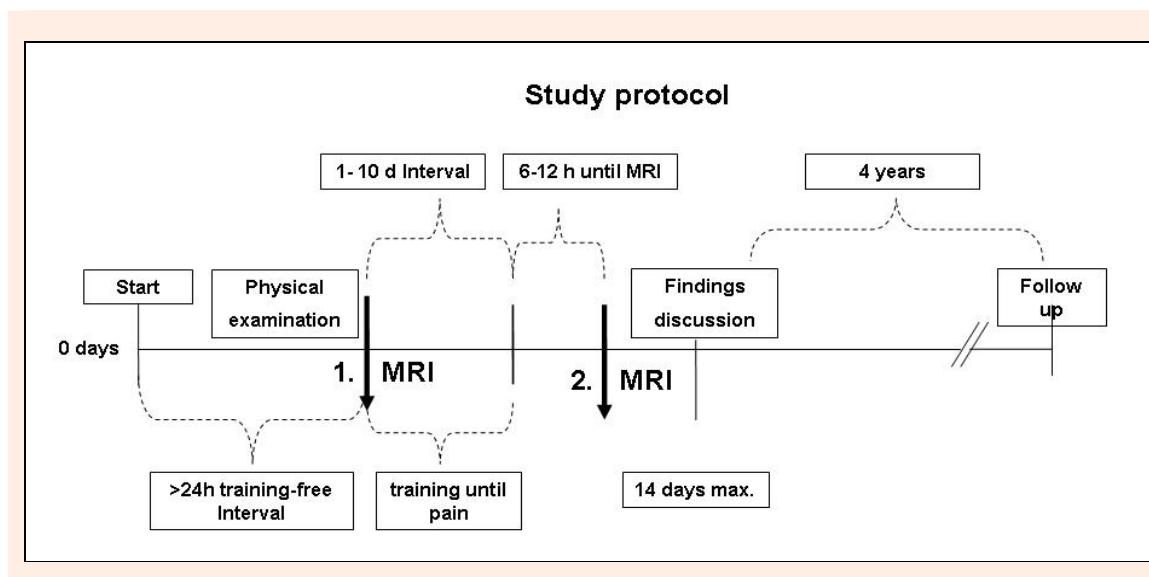 Study protocol
1- 10 d Interval
6-12 h until MRI
4 years
Start
Physical
examination
Findings
discussion
Follow
up
0 days
1. MRI
2. MRI
>24h training-free
Interval
training until
pain
14 days max.